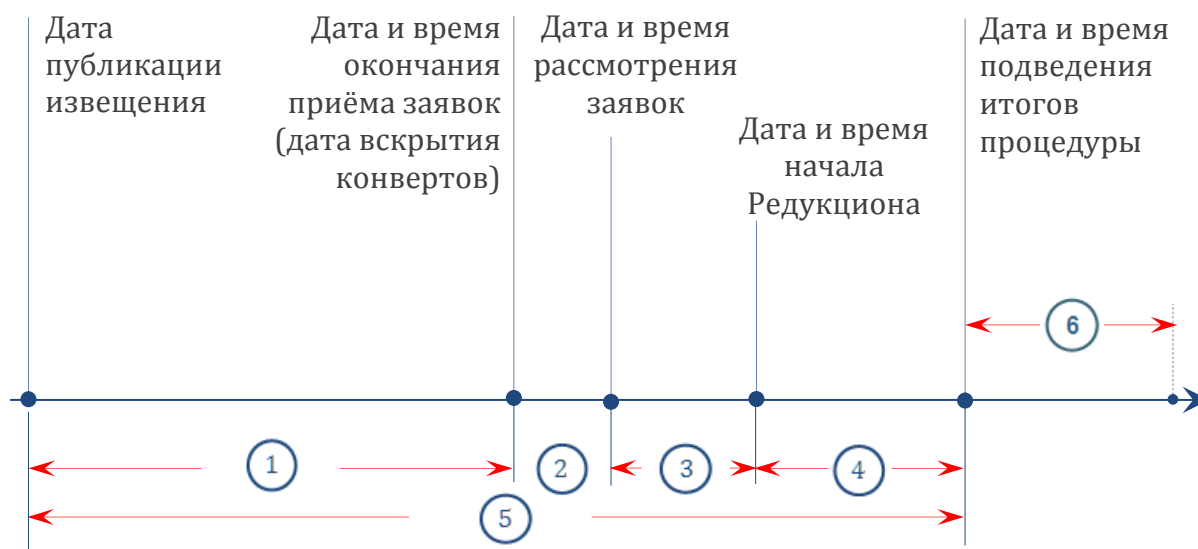 Дата
публикации
извещения
Дата и время
окончания
приёма заявок
(дата вскрытия
конвертов)
Дата и время
рассмотрения
заявок
Дата и время
начала
Редукциона
Дата и время
подведения
итогов
процедуры
6
1
2
3
4
5